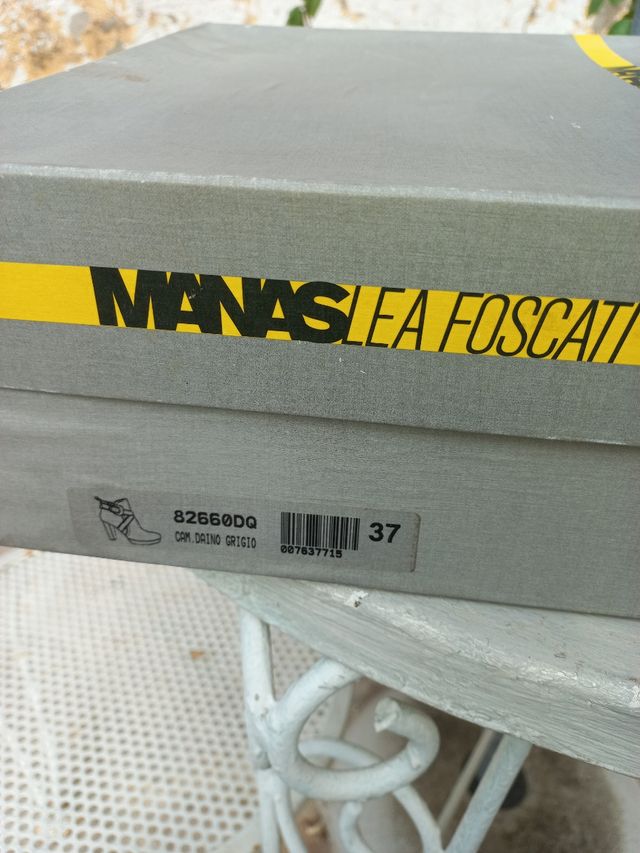 MANAS LEA FOSCATI
82660DQ
CAM.DAINO GRIGIO
007637715
37